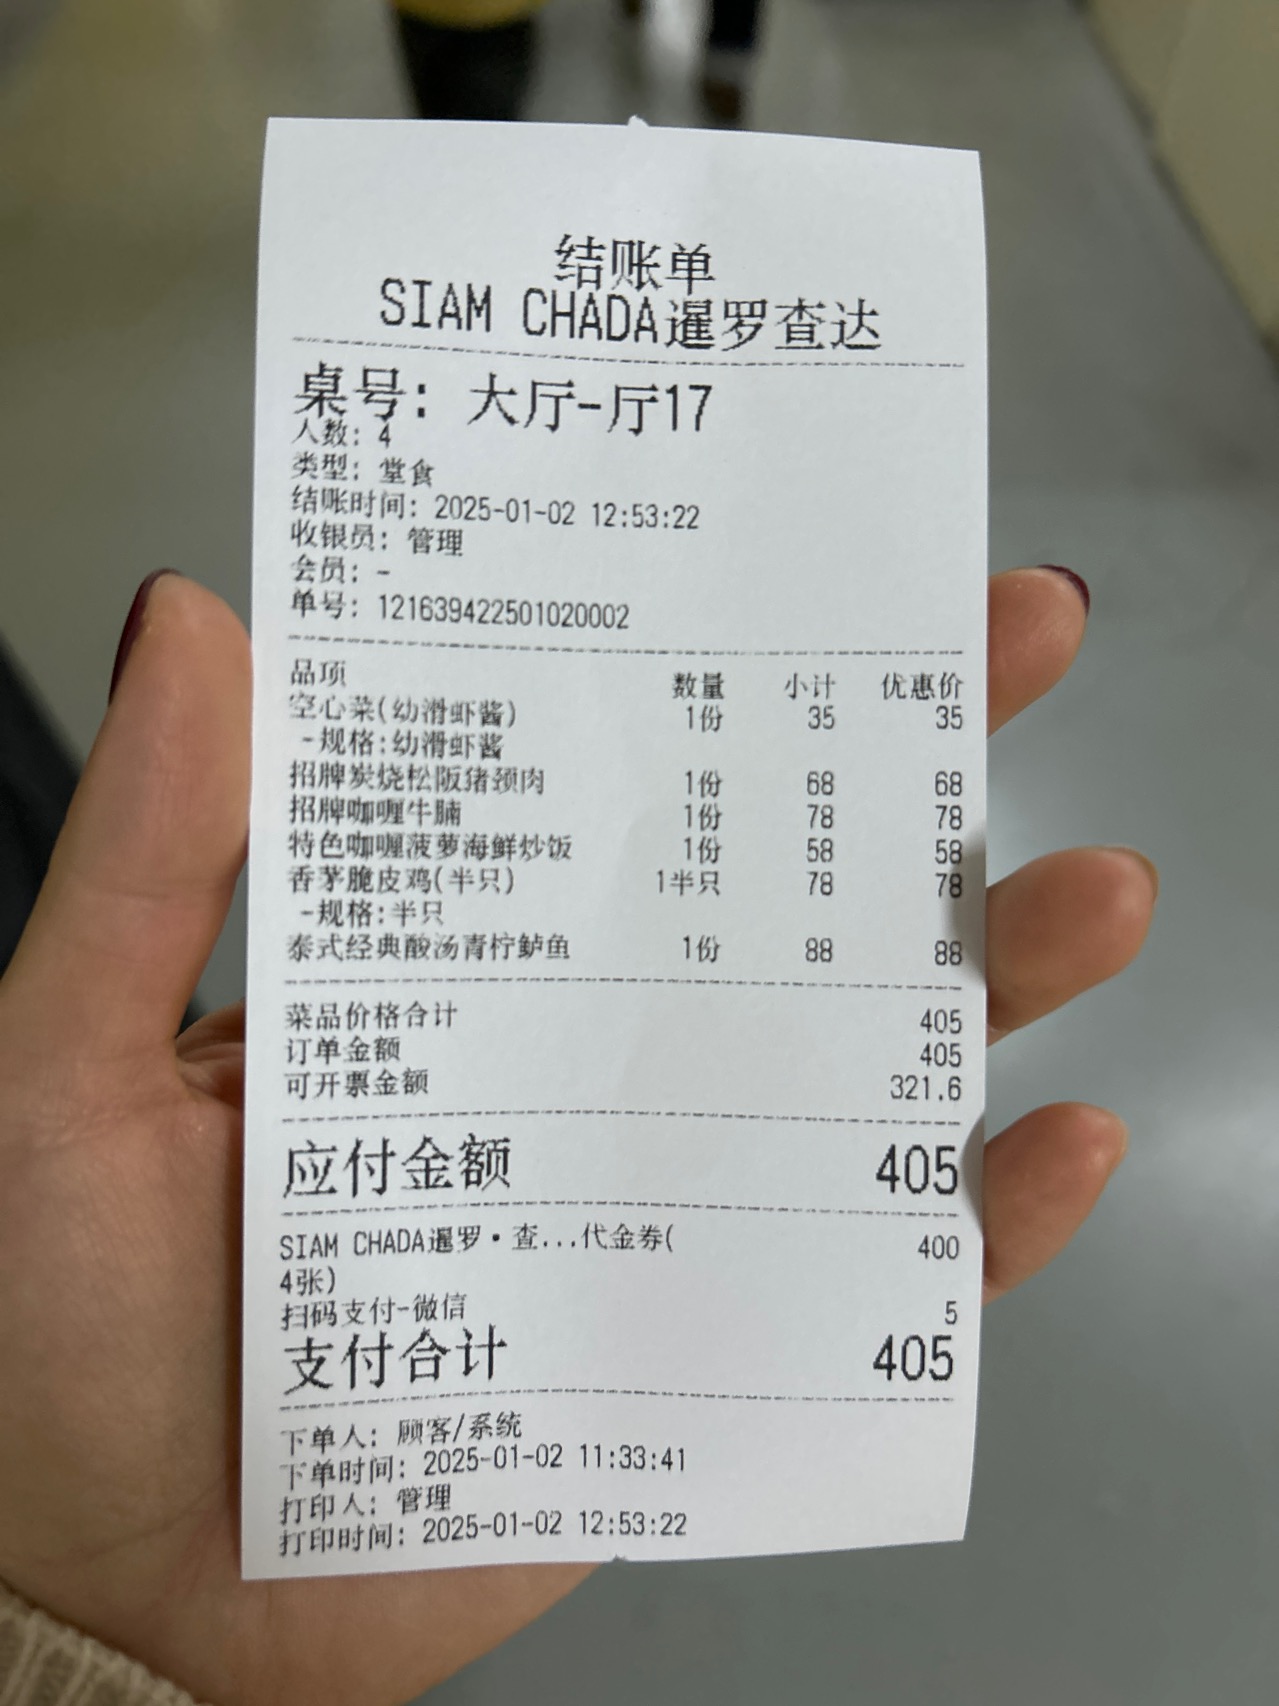 结账单
SIAM CHADA暹罗查达
桌号: 大厅-厅17
人数: 4
类型: 堂食
结账时间: 2025-01-02 12:53:22
收银员: 管理
会员: -
单号: 121639422501020002
品项 数量 小计 优惠价
空心菜(幼滑虾酱) 1份 35 35
-规格:幼滑虾酱
招牌炭烧松阪猪颈肉 1份 68 68
招牌咖喱牛腩 1份 78 78
特色咖喱菠萝海鲜炒饭 1份 58 58
香茅脆皮鸡(半只) 1半只 78 78
-规格:半只
泰式经典酸汤青柠鲈鱼 1份 88 88
菜品价格合计 405
订单金额 405
可开票金额 321.6
应付金额 405
SIAM CHADA暹罗·查...代金券( 400
4张)
扫码支付-微信 5
支付合计 405
下单人: 顾客/系统
下单时间: 2025-01-02 11:33:41
打印人: 管理
打印时间: 2025-01-02 12:53:22